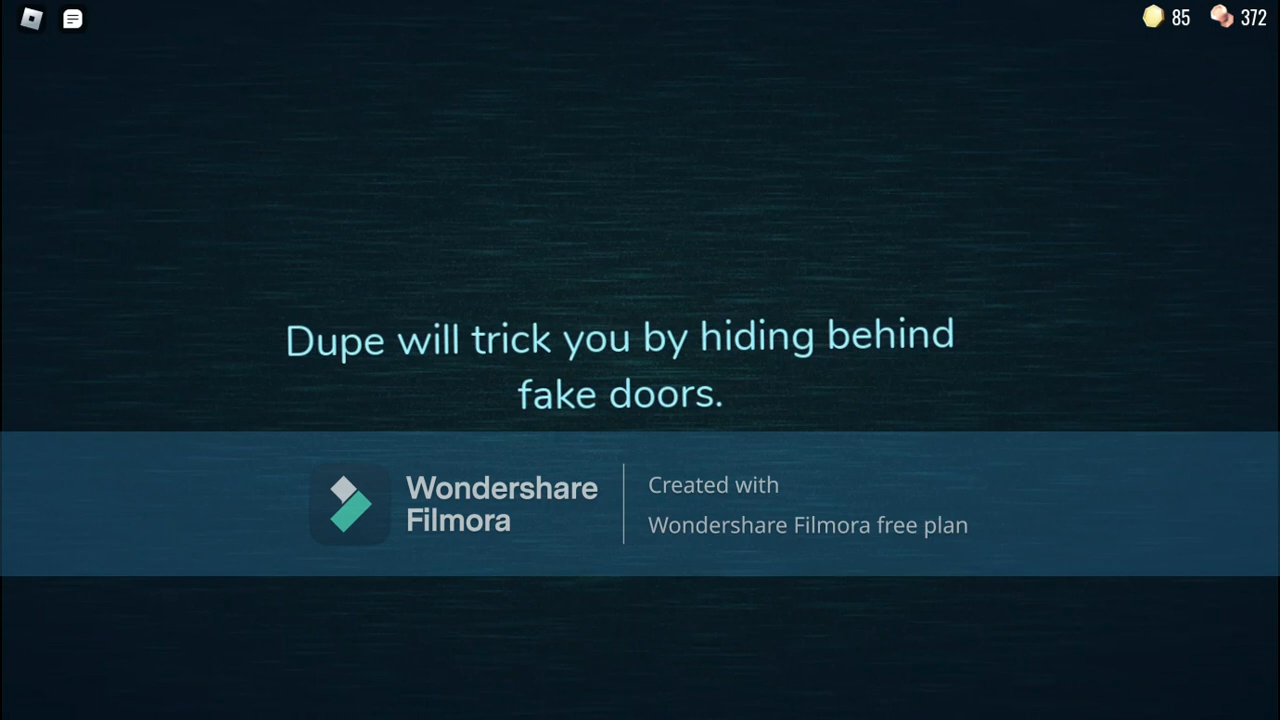 85 372
Dupe will trick you by hiding behind
fake doors.
Wondershare
Filmora
Created with
Wondershare Filmora free plan